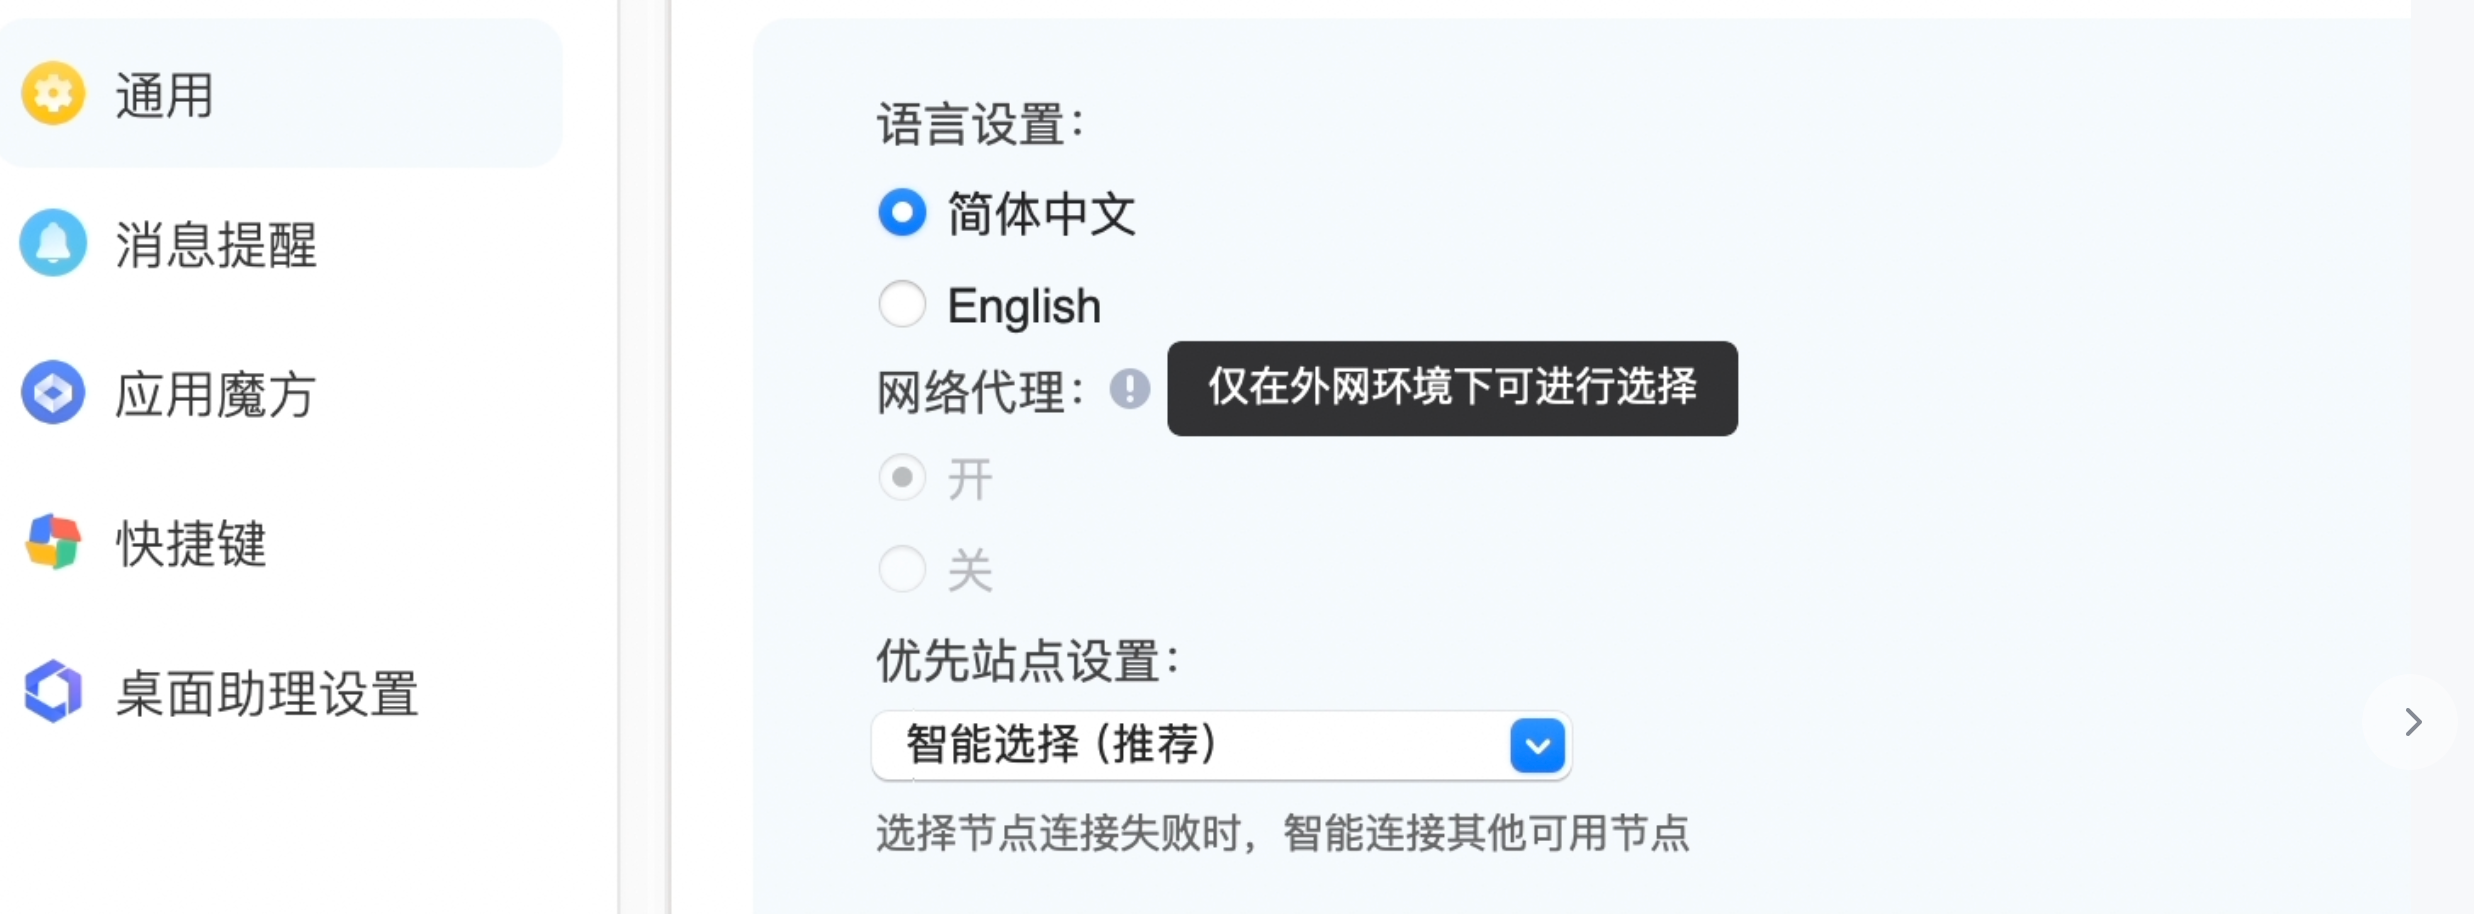 通用
消息提醒
应用魔方
快捷键
桌面助理设置
语言设置：
简体中文
English
网络代理：
仅在外网环境下可进行选择
开
关
优先站点设置：
智能选择 (推荐)
选择节点连接失败时，智能连接其他可用节点